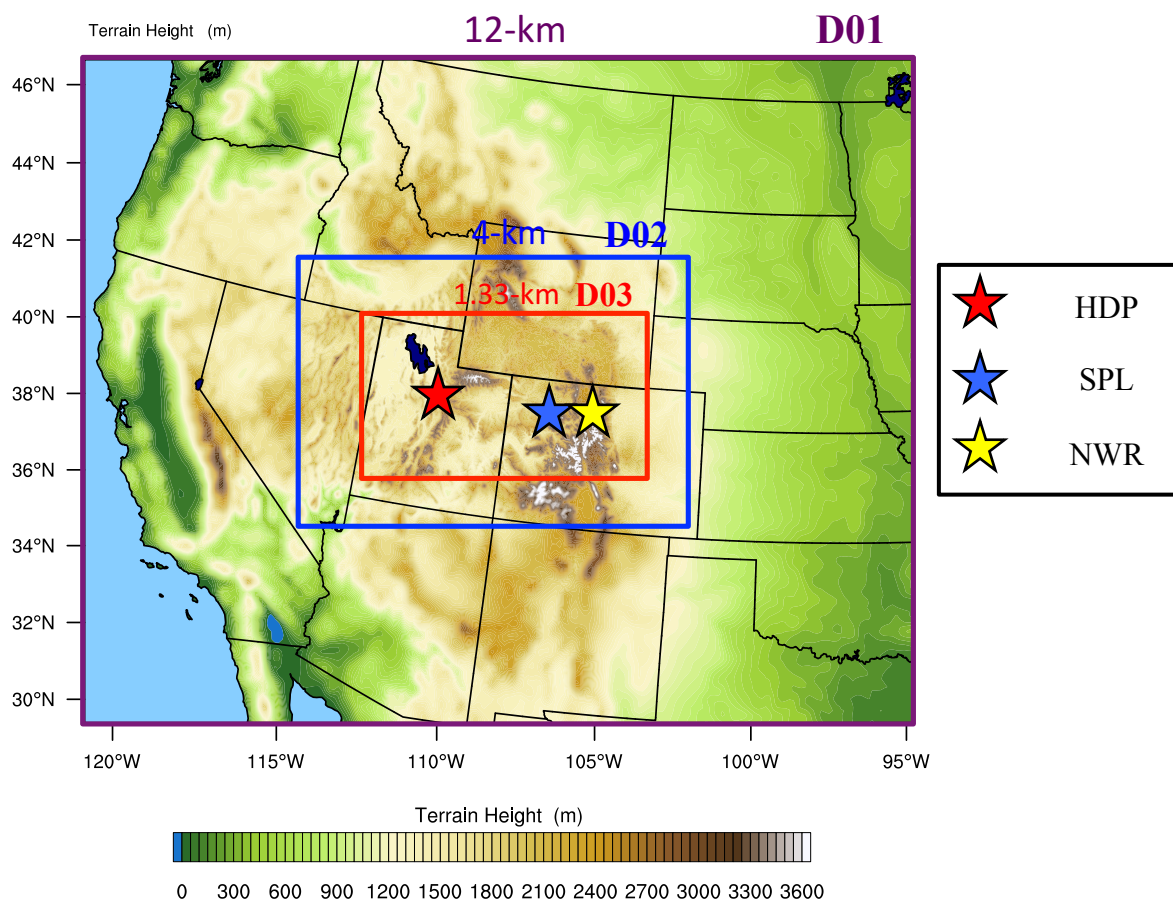 Terrain Height (m) 12-km D01
46°N
44°N
42°N
40°N
38°N
36°N
34°N
32°N
30°N
4-km D02
1.33-km D03
120°W 115°W 110°W 105°W 100°W 95°W
HDP
SPL
NWR
Terrain Height (m)
0 300 600 900 1200 1500 1800 2100 2400 2700 3000 3300 3600